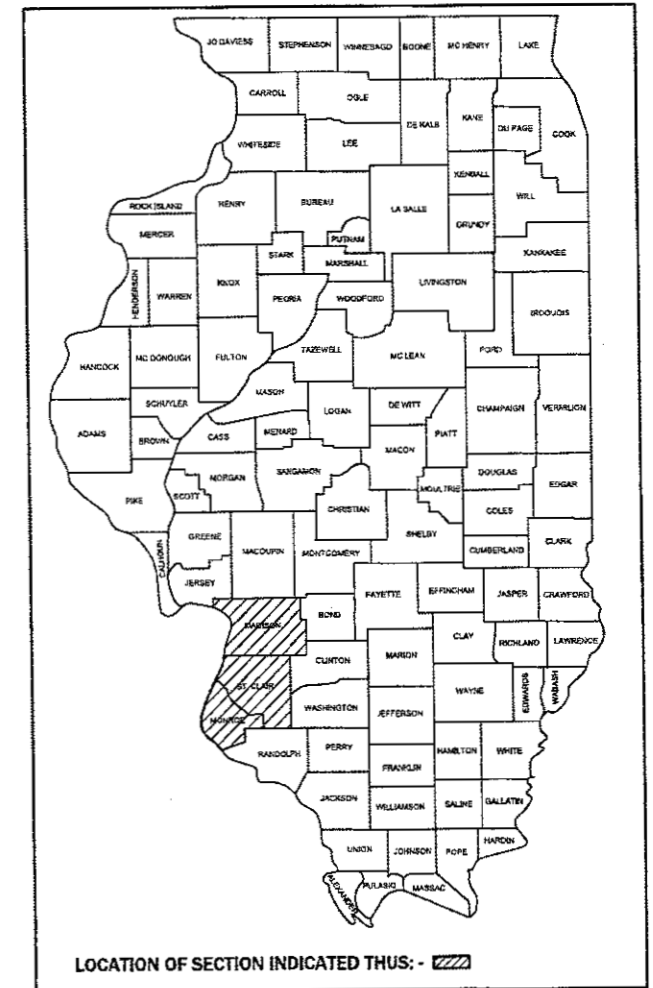 JO DAVIESS STEPHENSON WINNEBAGO BOONE MC HENRY LAKE
CARROLL OGLE DE KALB KANE DU PAGE COOK
WHITESIDE LEE
KENDALL WILL
ROCK ISLAND HENRY BUREAU LA SALLE GRUNDY
MERCER PUTNAM
STARK MARSHALL KANKAKEE
HENDERSON WARREN KNOX PEORIA WOODFORD LIVINGSTON IROQUOIS
HANCOCK MC DONOUGH FULTON TAZEWELL MC LEAN FORD
SCHUYLER MASON LOGAN DE WITT CHAMPAIGN VERMILION
ADAMS BROWN CASS MENARD MACON PIATT
PIKE SCOTT MORGAN SANGAMON MOULTRIE DOUGLAS EDGAR
CHRISTIAN COLES
CALHOUN GREENE MACOUPIN MONTGOMERY SHELBY CUMBERLAND CLARK
JERSEY FAYETTE EFFINGHAM JASPER CRAWFORD
MADISON BOND CLAY RICHLAND LAWRENCE
ST. CLAIR CLINTON MARION WAYNE EDWARDS WABASH
MONROE WASHINGTON JEFFERSON
RANDOLPH PERRY FRANKLIN HAMILTON WHITE
JACKSON WILLIAMSON SALINE GALLATIN
UNION JOHNSON POPE HARDIN
ALEXANDER PULASKI MASSAC
LOCATION OF SECTION INDICATED THUS: -